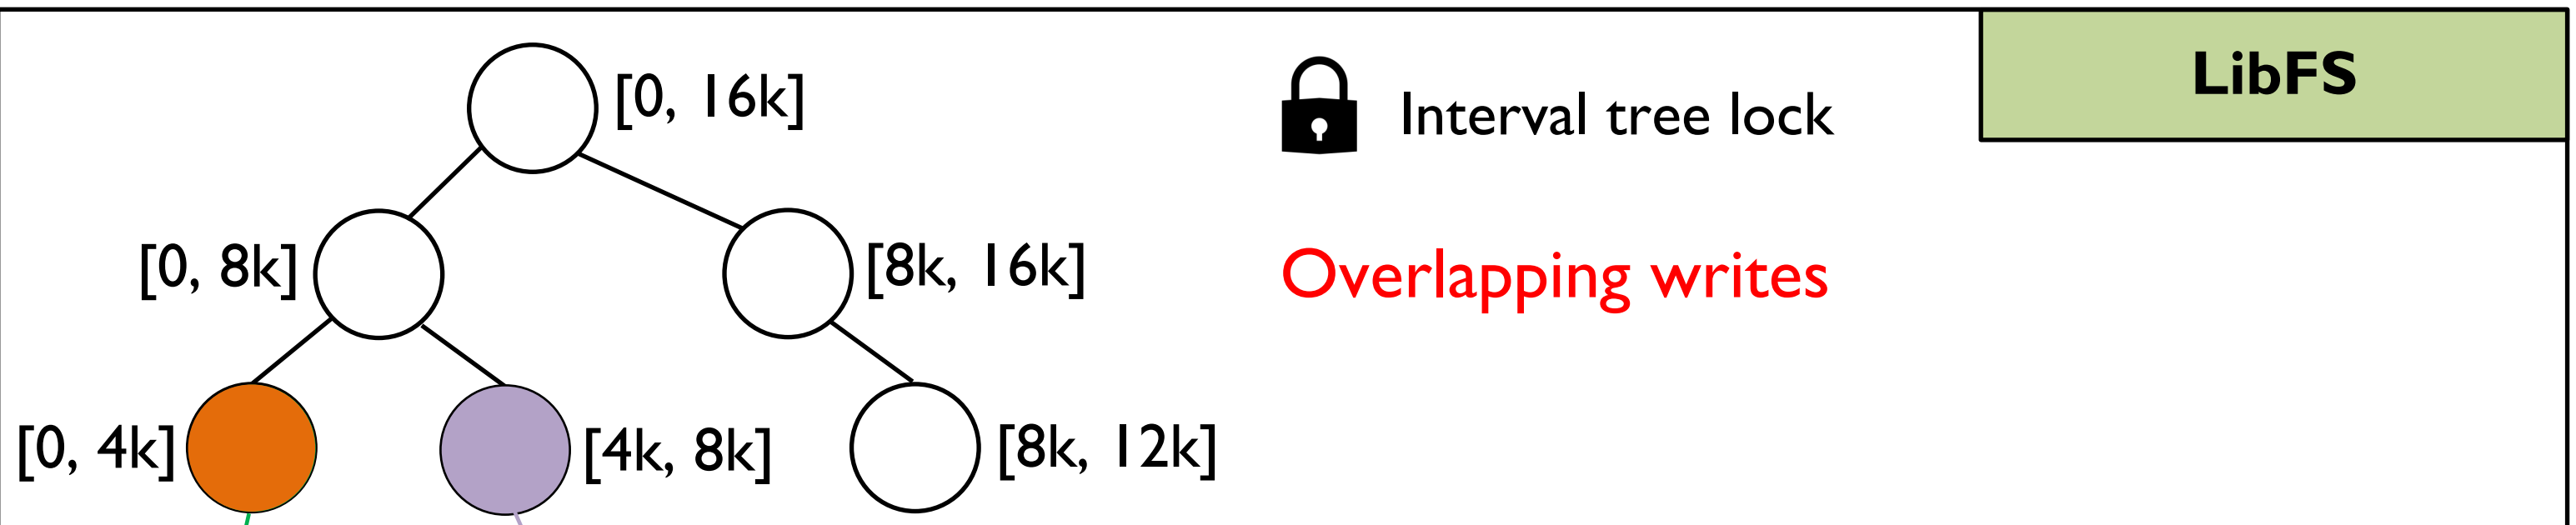 LibFS
[0, 16k]
Interval tree lock
[0, 8k]
[8k, 16k]
Overlapping writes
[0, 4k]
[4k, 8k]
[8k, 12k]